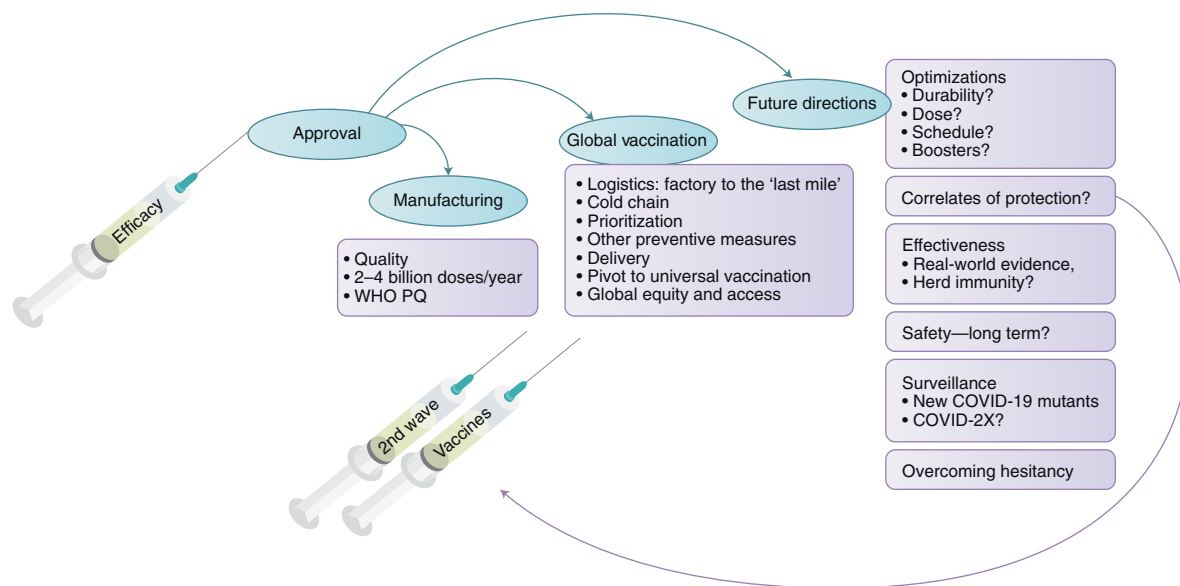 Efficacy
Approval
Manufacturing
• Quality
• 2–4 billion doses/year
• WHO PQ
Global vaccination
• Logistics: factory to the ‘last mile’
• Cold chain
• Prioritization
• Other preventive measures
• Delivery
• Pivot to universal vaccination
• Global equity and access
2nd wave
Vaccines
Future directions
Optimizations
• Durability?
• Dose?
• Schedule?
• Boosters?
Correlates of protection?
Effectiveness
• Real-world evidence,
• Herd immunity?
Safety—long term?
Surveillance
• New COVID-19 mutants
• COVID-2X?
Overcoming hesitancy